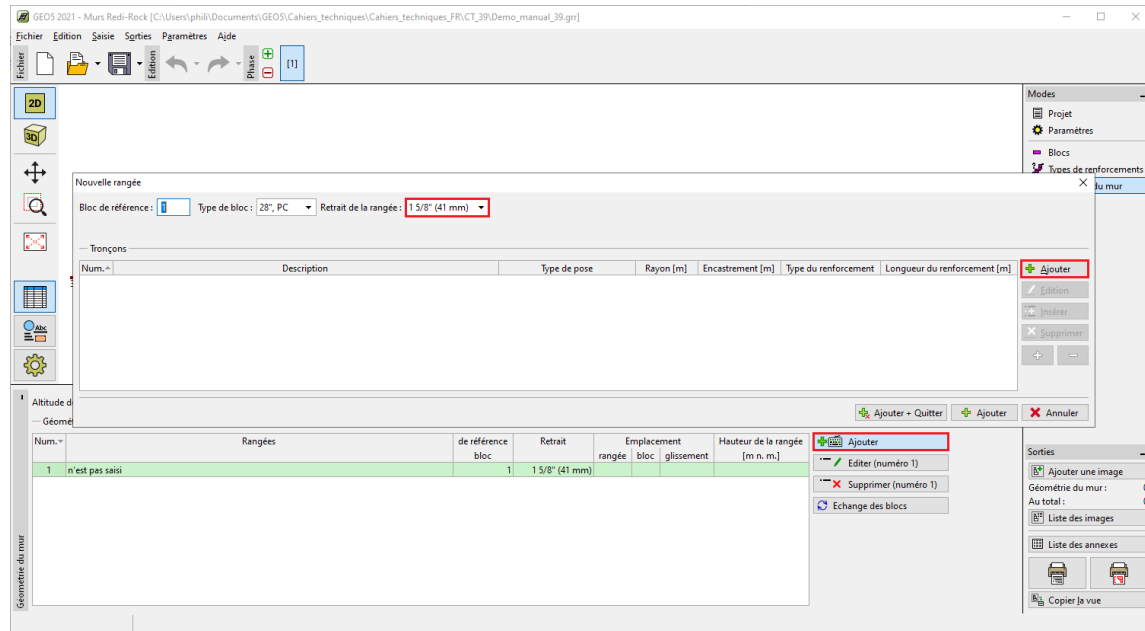 GEO5 2021 - Murs Redi-Rock [C:\Users\phili\Documents\GEO5\Cahiers_techniques\Cahiers_techniques_FR\CT_39\Demo_manual_39.grr]
Fichier Edition Saisie Sorties Paramètres Aide
Fichier
Edition
Phase
[1]
2D
3D
Abc
Modes
Projet
Paramètres
Blocs
Types de renforcements
du mur
Nouvelle rangée
Bloc de référence : 1 Type de bloc : 28", PC Retrait de la rangée : 1 5/8" (41 mm)
Tronçons
Num. Description Type de pose Rayon [m] Encastrement [m] Type du renforcement Longueur du renforcement [m]
Ajouter
Edition
Insérer
Supprimer
Ajouter + Quitter Ajouter Annuler
Altitude d
Géomé
Num. Rangées de référence Retrait Emplacement Hauteur de la rangée
bloc rangée bloc glissement [m n. m.]
1 n'est pas saisi 1 1 5/8" (41 mm)
Ajouter
Editer (numéro 1)
Supprimer (numéro 1)
Echange des blocs
Géométrie du mur
Sorties
Ajouter une image
Géométrie du mur :
Au total :
Liste des images
Liste des annexes
Copier la vue